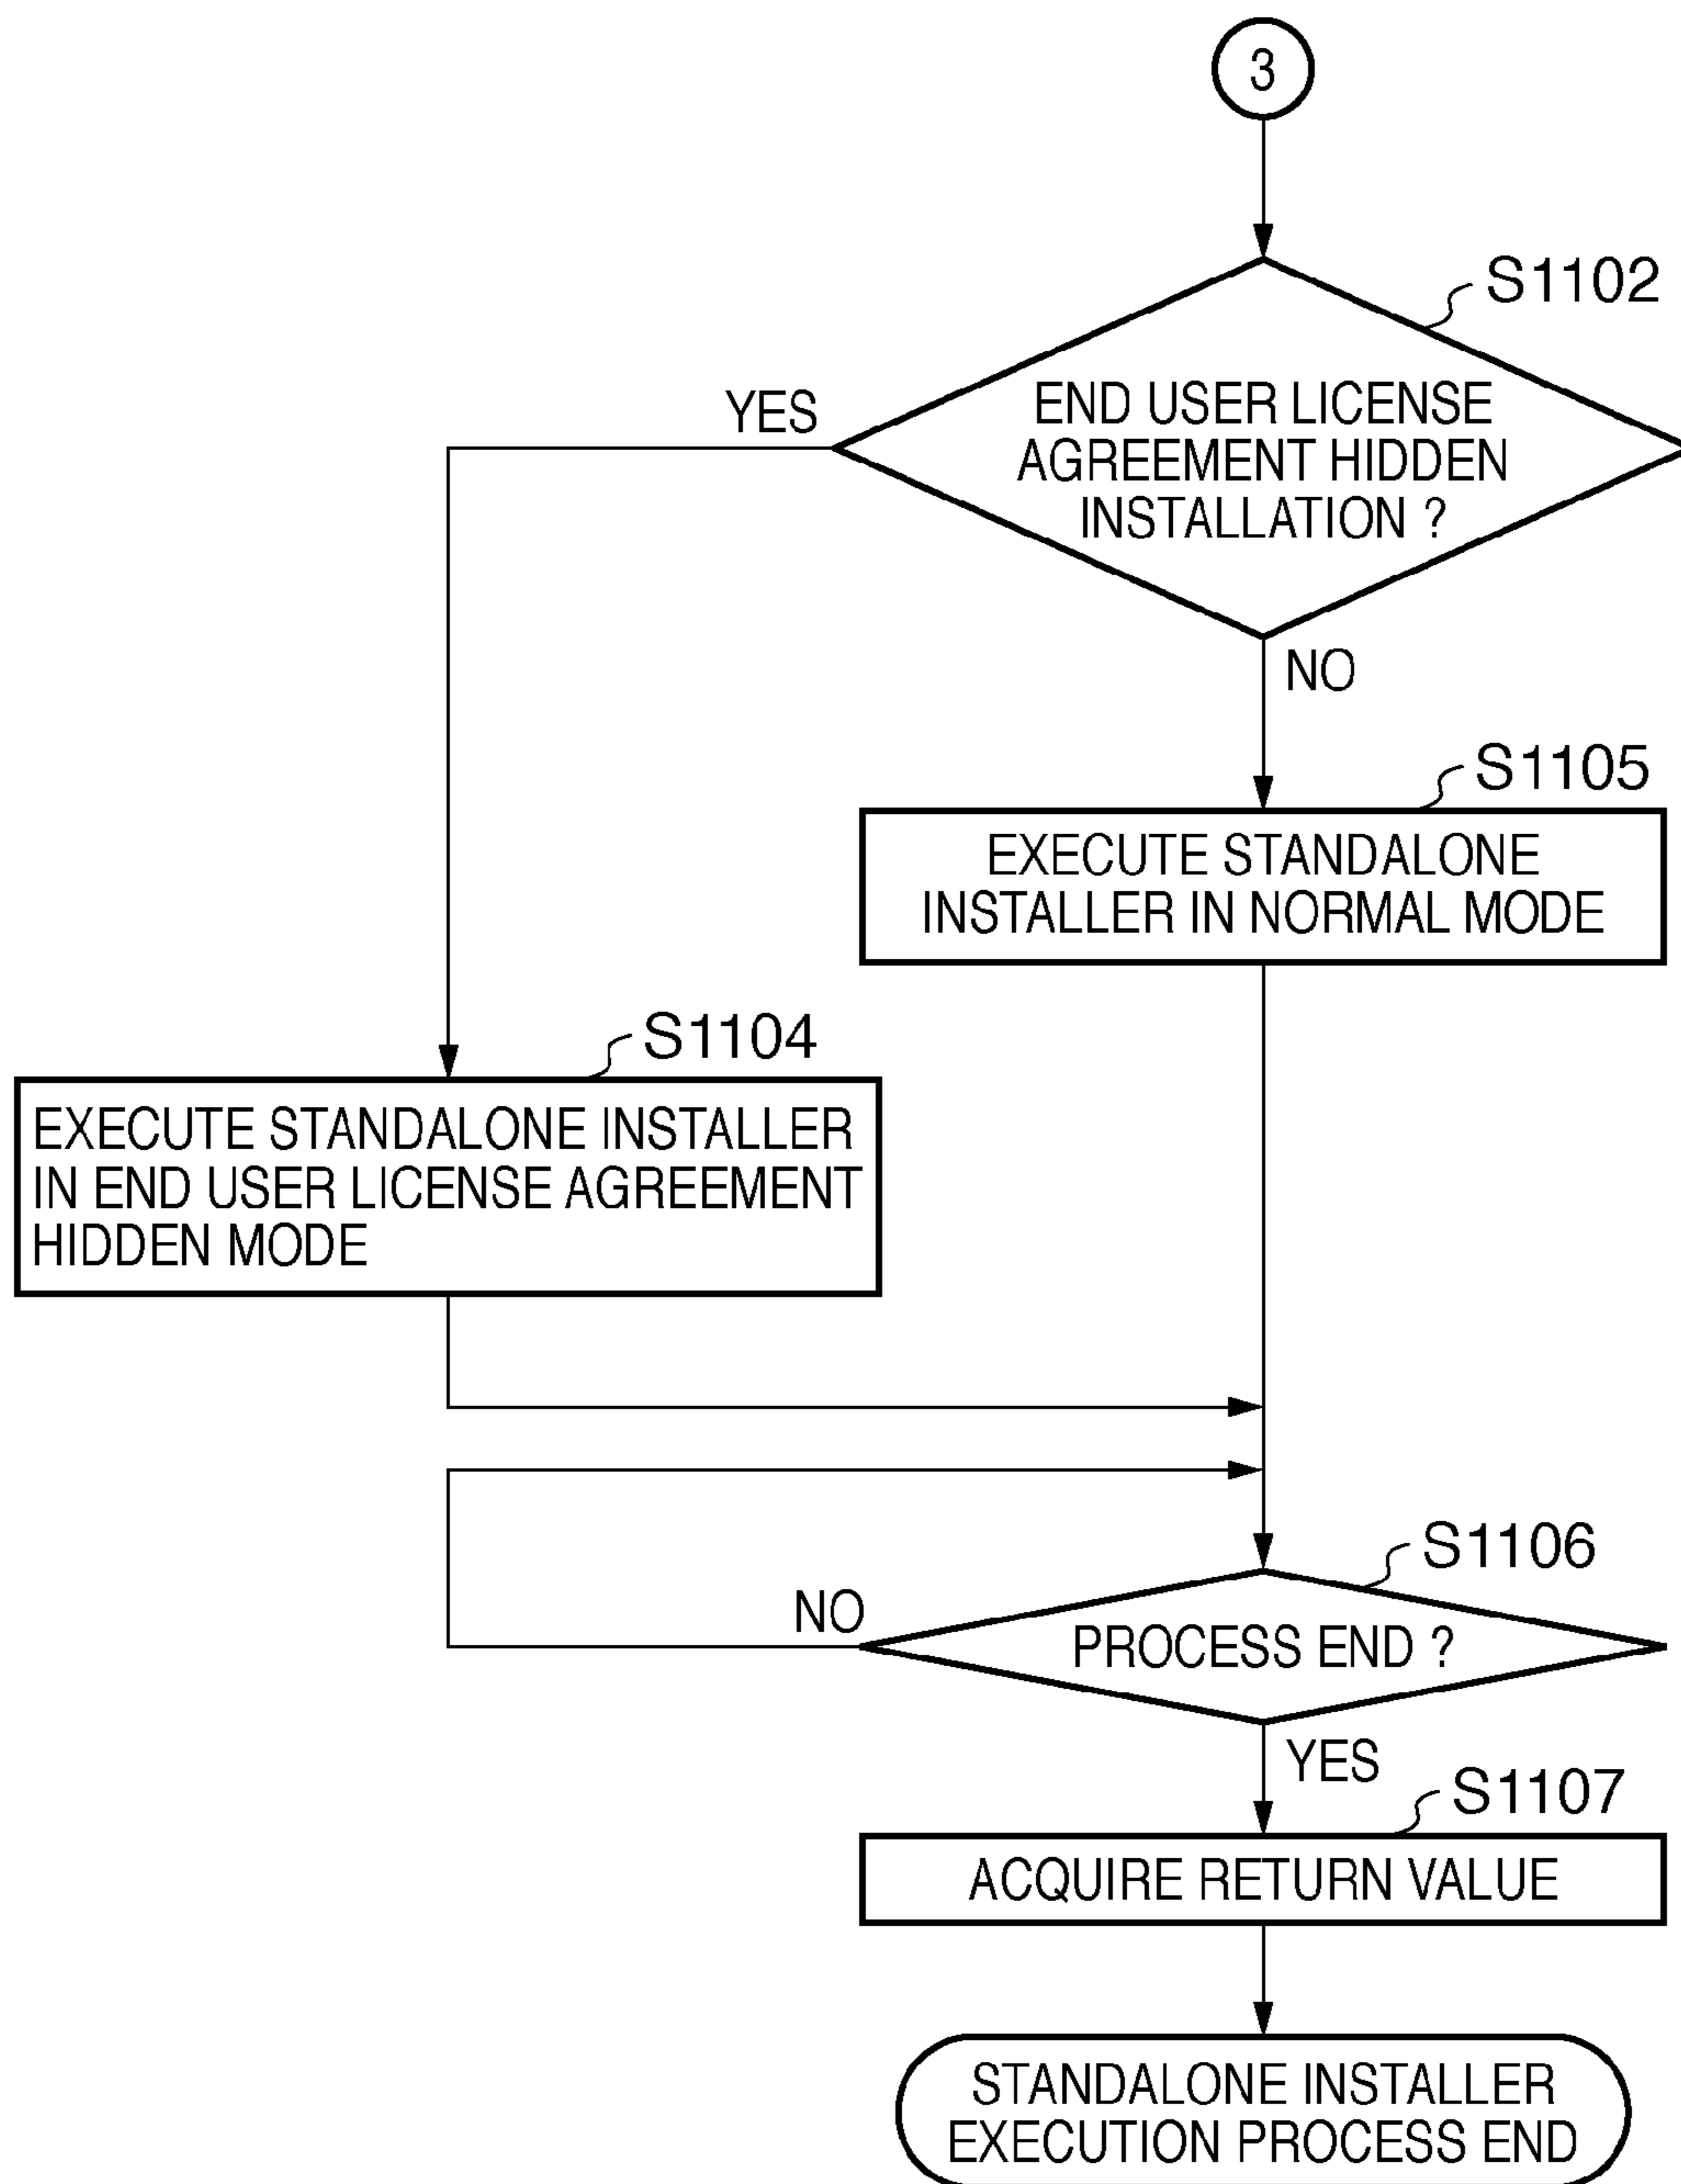 3
S1102
YES
END USER LICENSE
AGREEMENT HIDDEN
INSTALLATION ?
NO
S1105
EXECUTE STANDALONE
INSTALLER IN NORMAL MODE
S1104
EXECUTE STANDALONE INSTALLER
IN END USER LICENSE AGREEMENT
HIDDEN MODE
S1106
NO
PROCESS END ?
YES
S1107
ACQUIRE RETURN VALUE
STANDALONE INSTALLER
EXECUTION PROCESS END